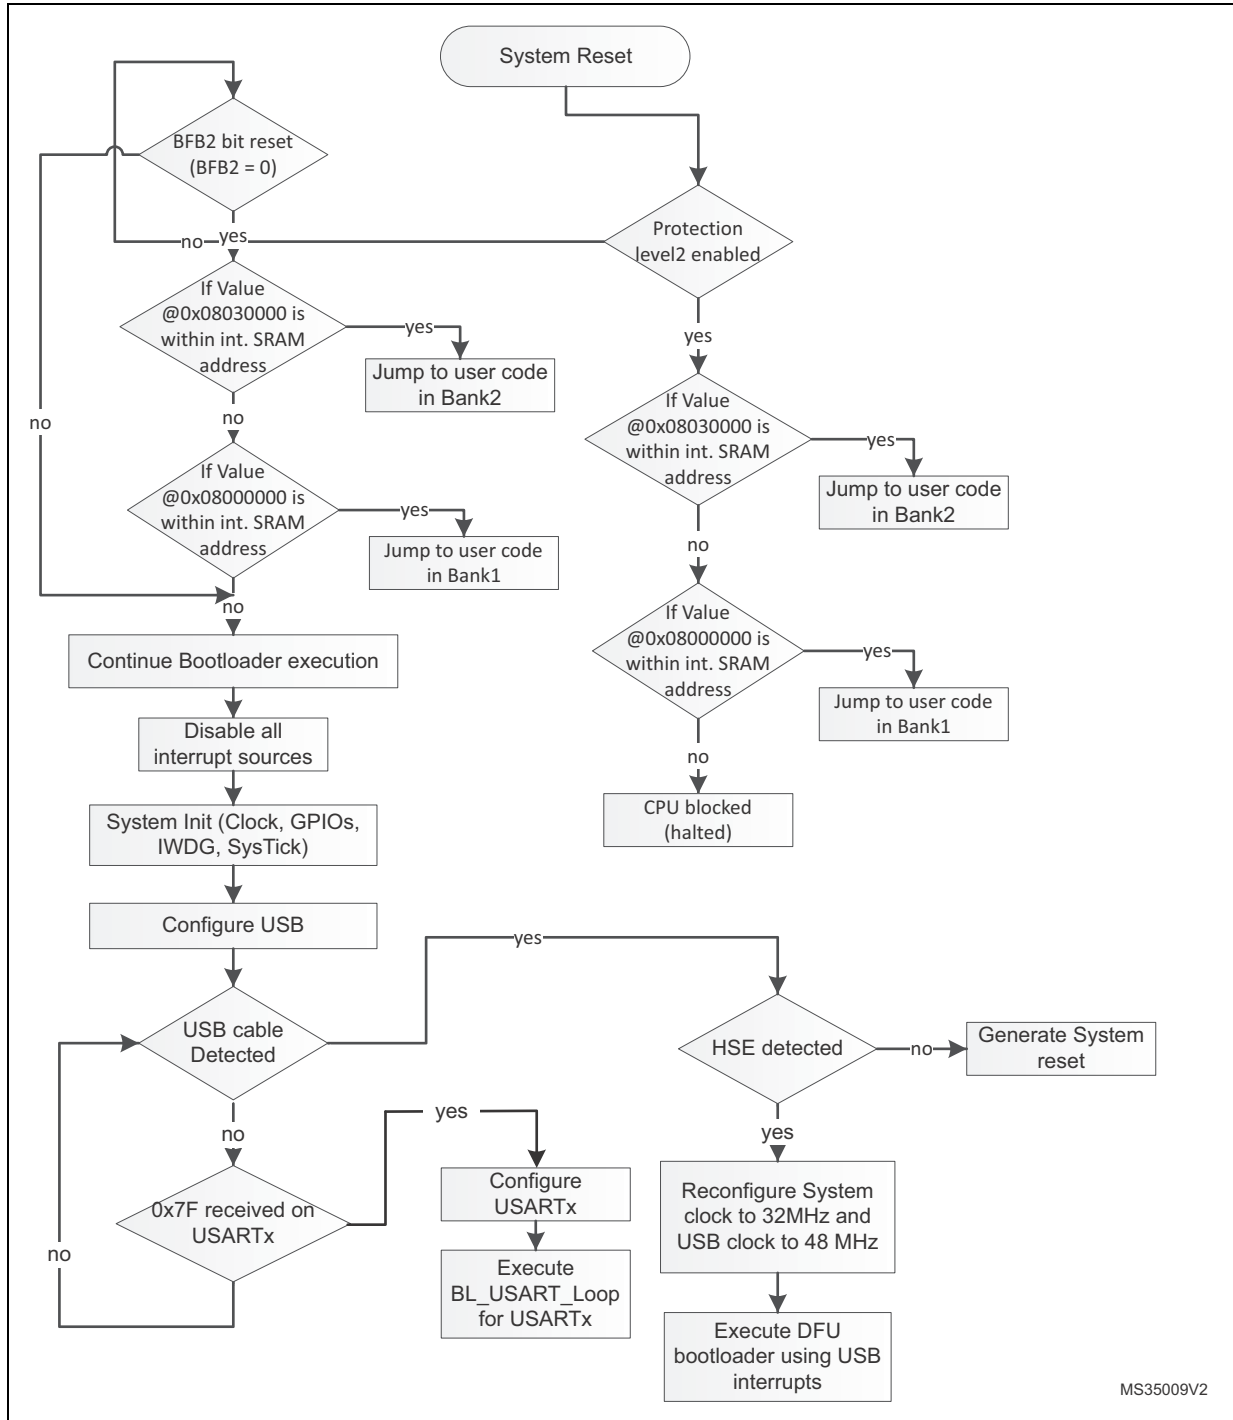 System Reset
BFB2 bit reset
(BFB2 = 0)
Protection
level2 enabled
no
yes
If Value
@0x08030000 is
within int. SRAM
address
yes
Jump to user code
in Bank2
no
no
If Value
@0x08000000 is
within int. SRAM
address
yes
Jump to user code
in Bank1
no
yes
If Value
@0x08030000 is
within int. SRAM
address
yes
Jump to user code
in Bank2
no
If Value
@0x08000000 is
within int. SRAM
address
yes
Jump to user code
in Bank1
no
CPU blocked
(halted)
Continue Bootloader execution
Disable all
interrupt sources
System Init (Clock, GPIOs,
IWDG, SysTick)
Configure USB
USB cable
Detected
yes
HSE detected
no
Generate System
reset
no
0x7F received on
USARTx
no
yes
Configure
USARTx
Execute
BL_USART_Loop
for USARTx
yes
Reconfigure System
clock to 32MHz and
USB clock to 48 MHz
Execute DFU
bootloader using USB
interrupts
MS35009V2